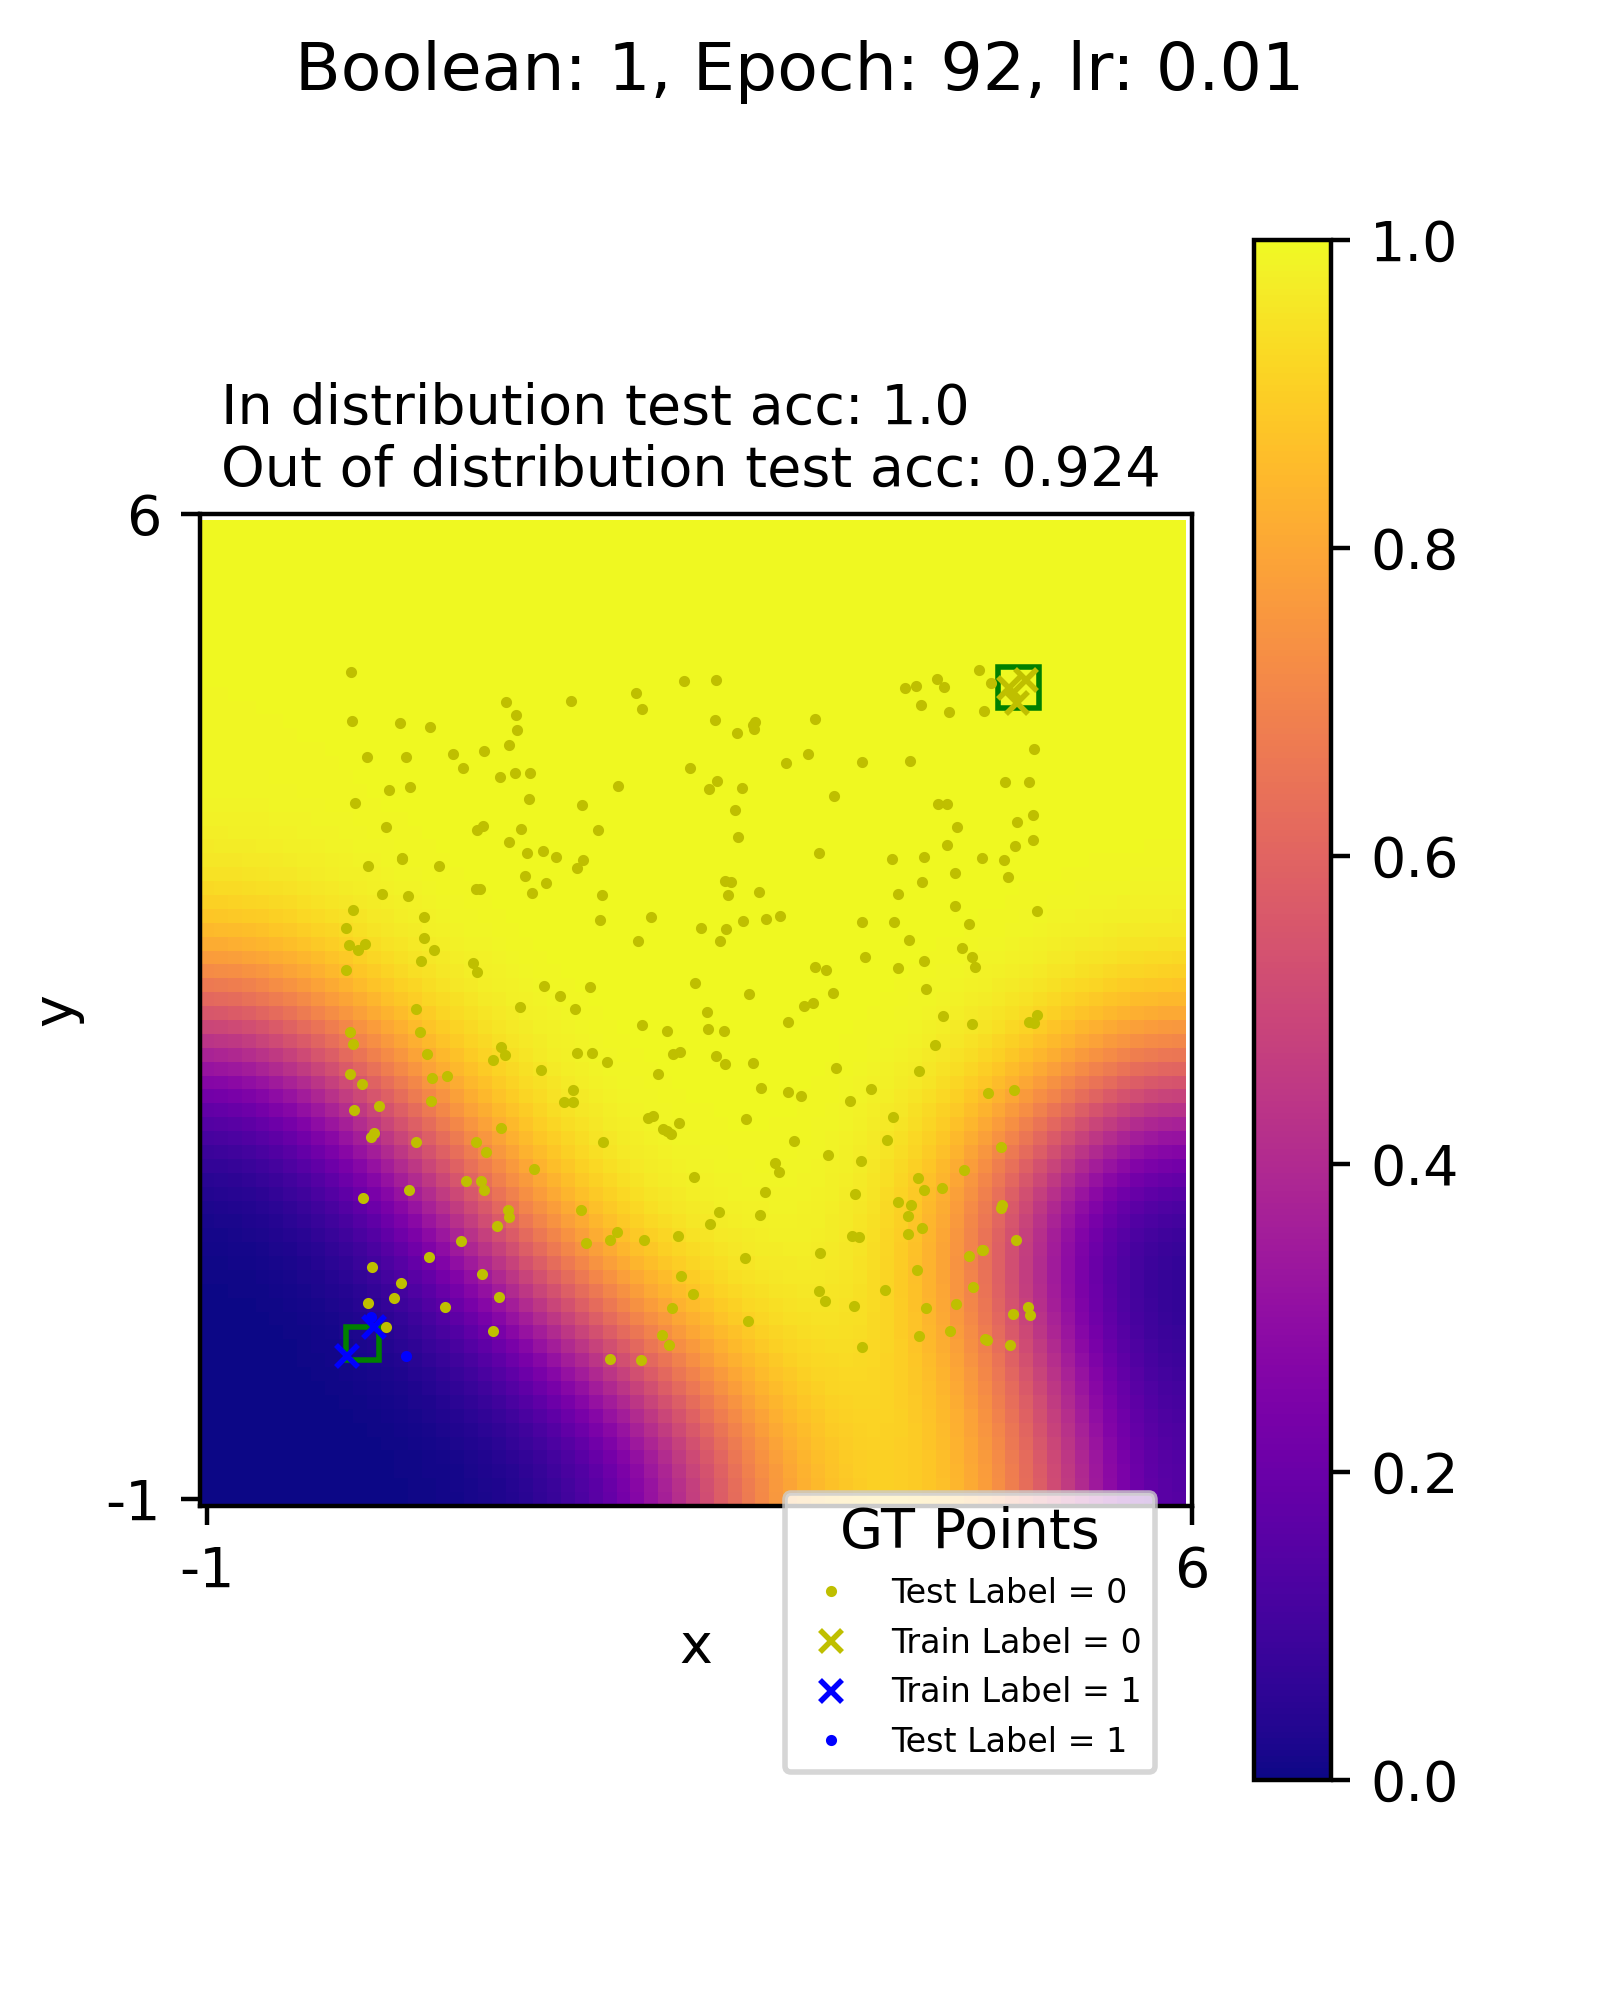 Boolean: 1, Epoch: 92, lr: 0.01
In distribution test acc: 1.0
Out of distribution test acc: 0.924
6
y
-1
-1
6
x
GT Points
Test Label = 0
Train Label = 0
Train Label = 1
Test Label = 1
1.0
0.8
0.6
0.4
0.2
0.0